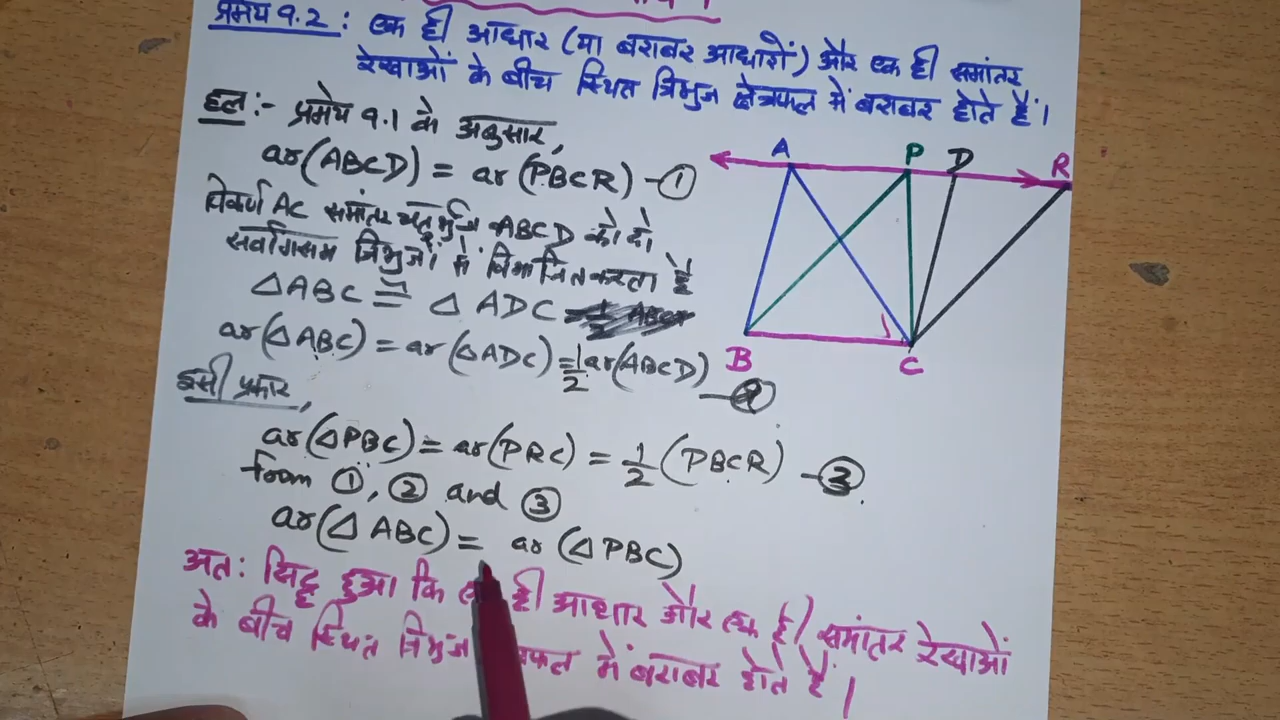 प्रमेय 9.2 : एक ही आधार (या बराबर आधारों) और एक ही समांतर
रेखाओं के बीच स्थित त्रिभुज क्षेत्रफल में बराबर होते हैं।
हल:- प्रमेय 9.1 के अनुसार,
ar(ABCD) = ar(PBCR) -①
विकर्ण AC समांतर चतुर्भुज ABCD को दो
सर्वांगसम त्रिभुजों में विभाजित करता है
△ABC ≅ △ADC
ar(△ABC) = ar(△ADC) = 1/2 ar(ABCD) -②
इसी प्रकार,
ar(△PBC) = ar(PRC) = 1/2 (PBCR) -③
from ①, ② and ③
ar(△ABC) = ar(△PBC)
अतः सिद्ध हुआ कि ही आधार और एक ही समांतर रेखाओं
के बीच स्थित त्रिभुज में बराबर होते हैं।
A P D R
B C